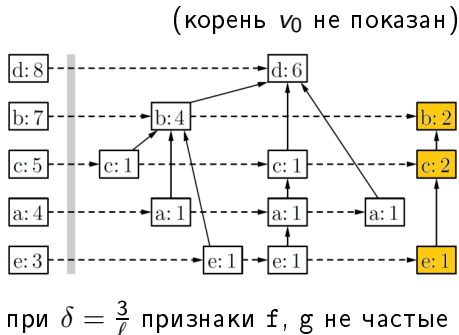 (корень v₀ не показан)
d: 8 d: 6
b: 7 b: 4 b: 2
c: 5 c: 1 c: 1 c: 2
a: 4 a: 1 a: 1 a: 1
e: 3 e: 1 e: 1 e: 1
при δ = 3/ℓ признаки f, g не частые